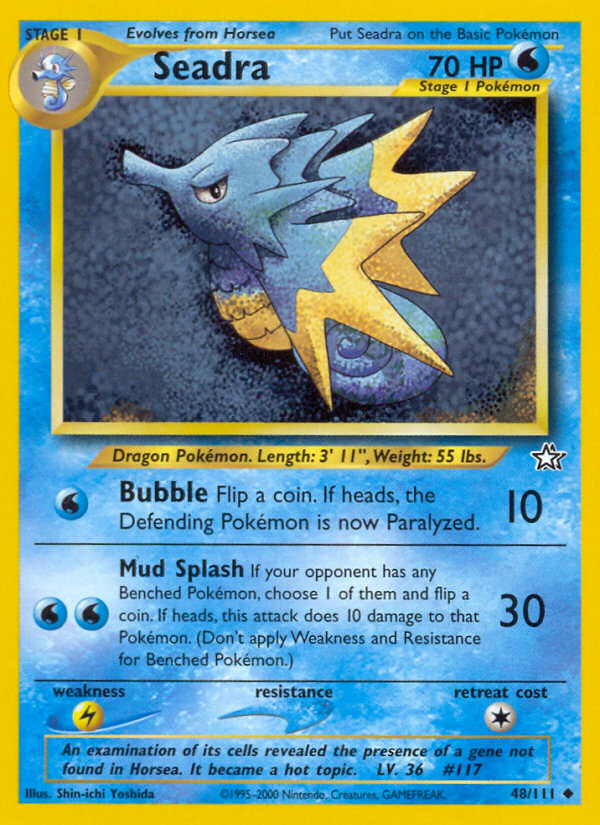 STAGE 1 Evolves from Horsea Put Seadra on the Basic Pokémon
Seadra 70 HP
Stage 1 Pokémon
Dragon Pokémon. Length: 3' 11", Weight: 55 lbs.
Bubble Flip a coin. If heads, the
Defending Pokémon is now Paralyzed. 10
Mud Splash If your opponent has any
Benched Pokémon, choose 1 of them and flip a
coin. If heads, this attack does 10 damage to that
Pokémon. (Don't apply Weakness and Resistance
for Benched Pokémon.) 30
weakness resistance retreat cost
An examination of its cells revealed the presence of a gene not
found in Horsea. It became a hot topic. LV. 36 #117
Illus. Shin-ichi Yoshida ©1995-2000 Nintendo, Creatures, GAMEFREAK. 48/111